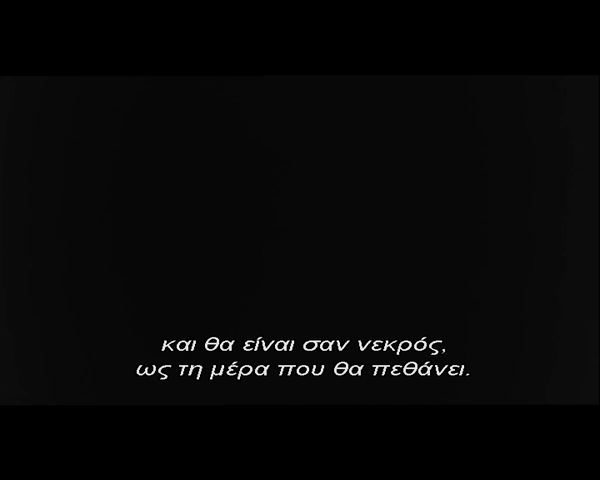 και θα είναι σαν νεκρός,
ως τη μέρα που θα πεθάνει.